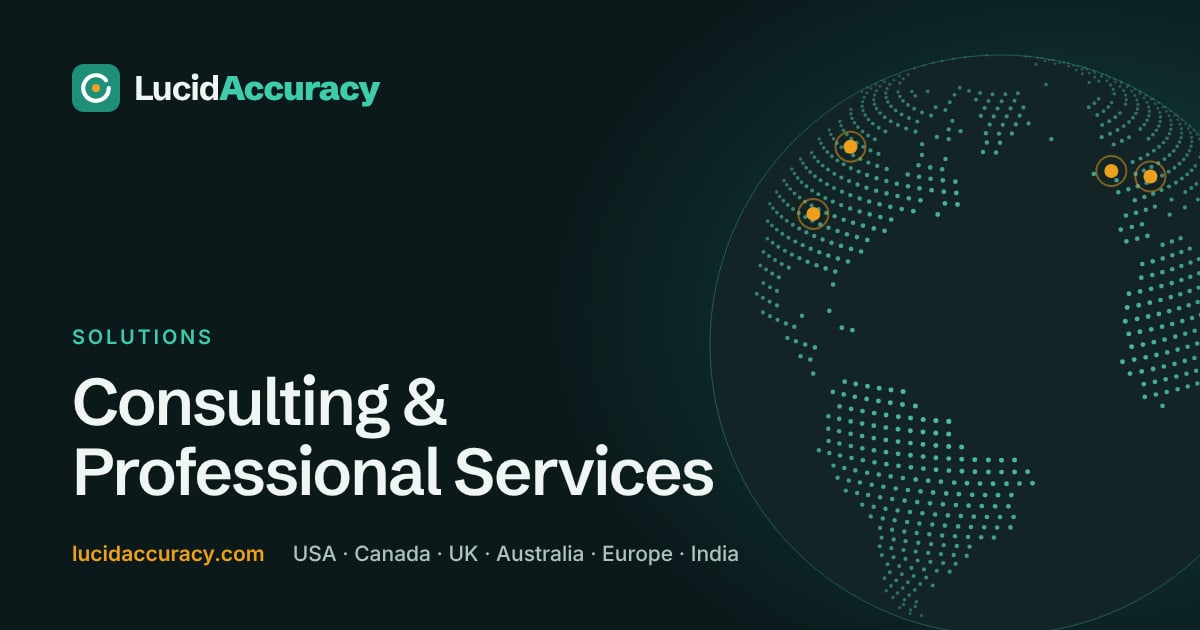 LucidAccuracy
SOLUTIONS
Consulting &
Professional Services
lucidaccuracy.com USA · Canada · UK · Australia · Europe · India